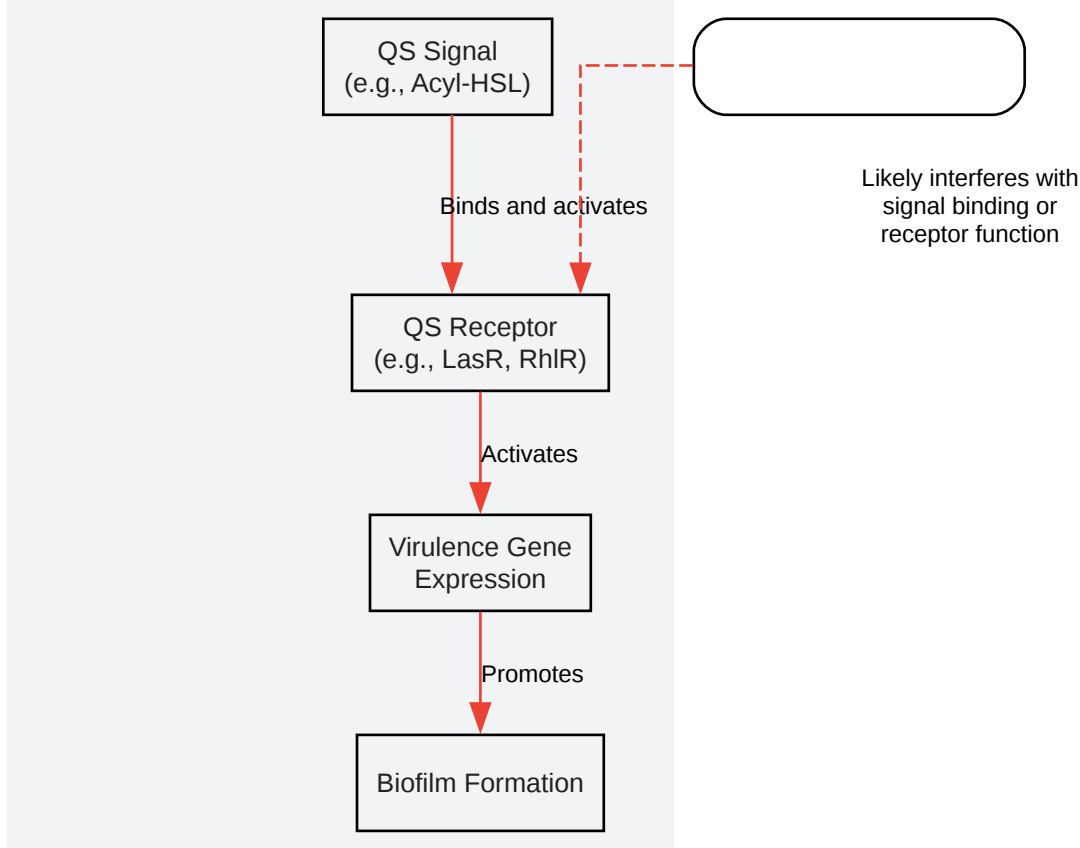 QS Signal
(e.g., Acyl-HSL)
Likely interferes with
signal binding or
receptor function
Binds and activates
QS Receptor
(e.g., LasR, RhlR)
Activates
Virulence Gene
Expression
Promotes
Biofilm Formation